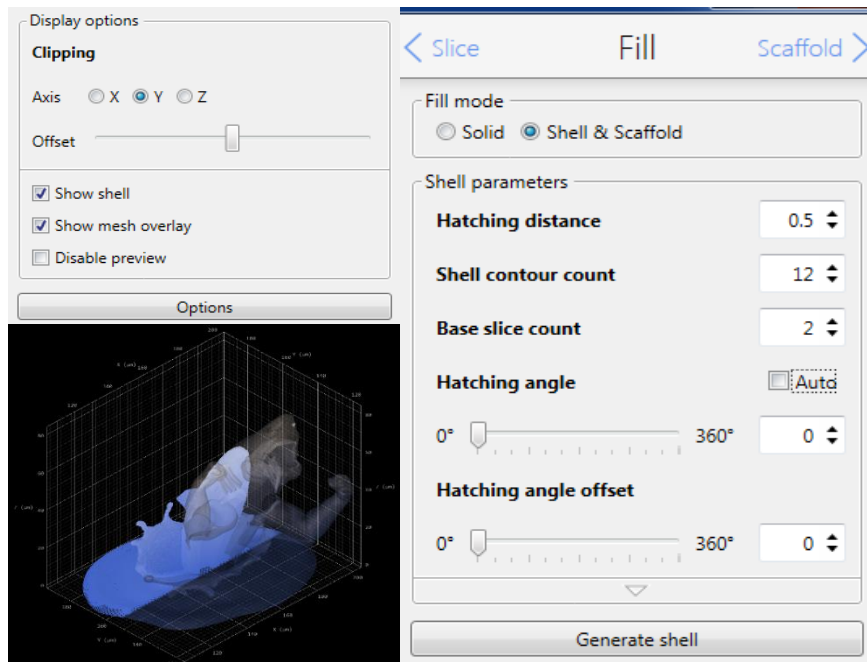 Display options
Clipping
Axis X Y Z
Offset
Show shell
Show mesh overlay
Disable preview
Options
Slice Fill Scaffold
Fill mode
Solid Shell & Scaffold
Shell parameters
Hatching distance 0.5
Shell contour count 12
Base slice count 2
Hatching angle Auto
0° 360° 0
Hatching angle offset
0° 360° 0
Generate shell